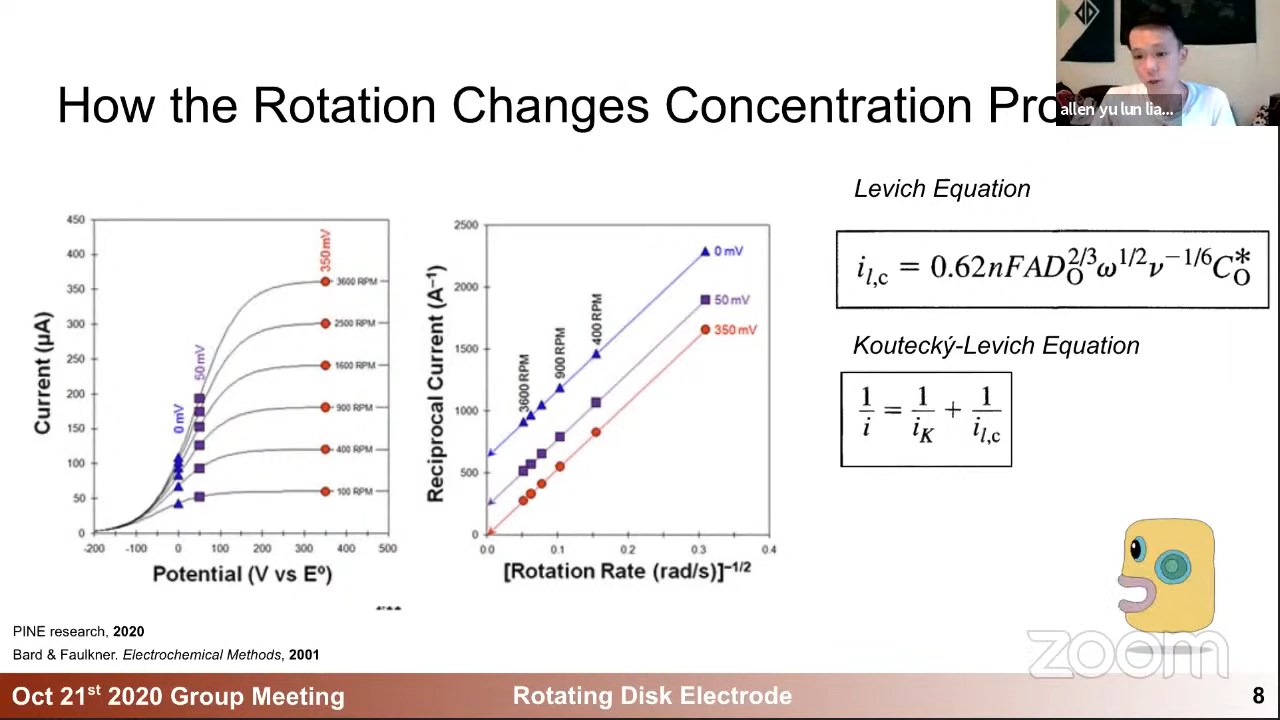 How the Rotation Changes Concentration Pro
allen yu lun lia...
Levich Equation
i_{l,c} = 0.62nFAD_O^{2/3}ω^{1/2}ν^{−1/6}C_O^*
Koutecký-Levich Equation
1/i = 1/i_K + 1/i_{l,c}
Current (µA)
450
400
350
300
250
200
150
100
50
0
-200 -100 0 100 200 300 400 500
Potential (V vs Eº)
0 mV
50 mV
350 mV
3600 RPM
2500 RPM
1600 RPM
900 RPM
400 RPM
100 RPM
Reciprocal Current (A⁻¹)
2500
2000
1500
1000
500
0
0.0 0.1 0.2 0.3 0.4
[Rotation Rate (rad/s)]⁻¹/²
3600 RPM
900 RPM
400 RPM
0 mV
50 mV
350 mV
PINE research, 2020
Bard & Faulkner. Electrochemical Methods, 2001
zoom
Oct 21st 2020 Group Meeting
Rotating Disk Electrode
8